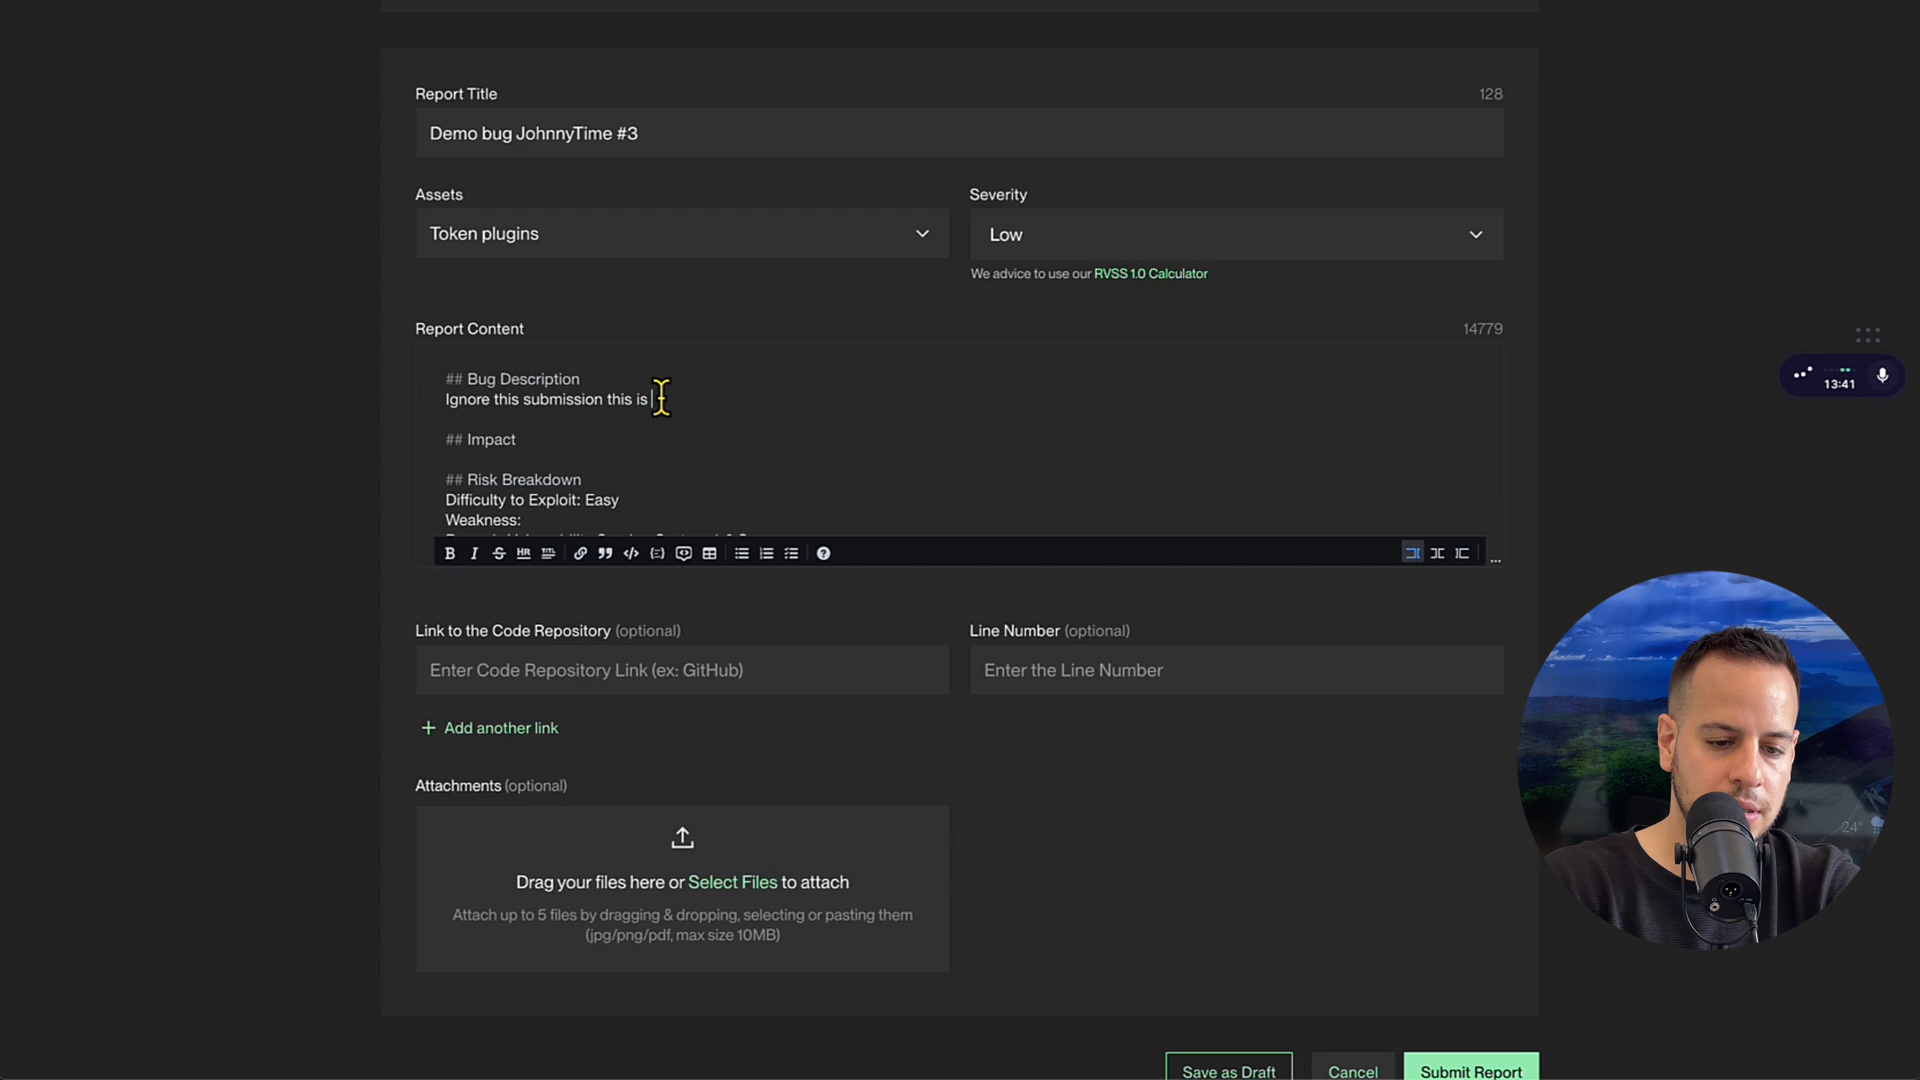 Report Title
128
Demo bug JohnnyTime #3
Assets
Severity
Token plugins
Low
We advice to use our RVSS 1.0 Calculator
Report Content
14779
## Bug Description
Ignore this submission this is
## Impact
## Risk Breakdown
Difficulty to Exploit: Easy
Weakness:
13:41
Link to the Code Repository (optional)
Line Number (optional)
Enter Code Repository Link (ex: GitHub)
Enter the Line Number
+ Add another link
Attachments (optional)
Drag your files here or Select Files to attach
Attach up to 5 files by dragging & dropping, selecting or pasting them
(jpg/png/pdf, max size 10MB)
24°
Save as Draft
Cancel
Submit Report